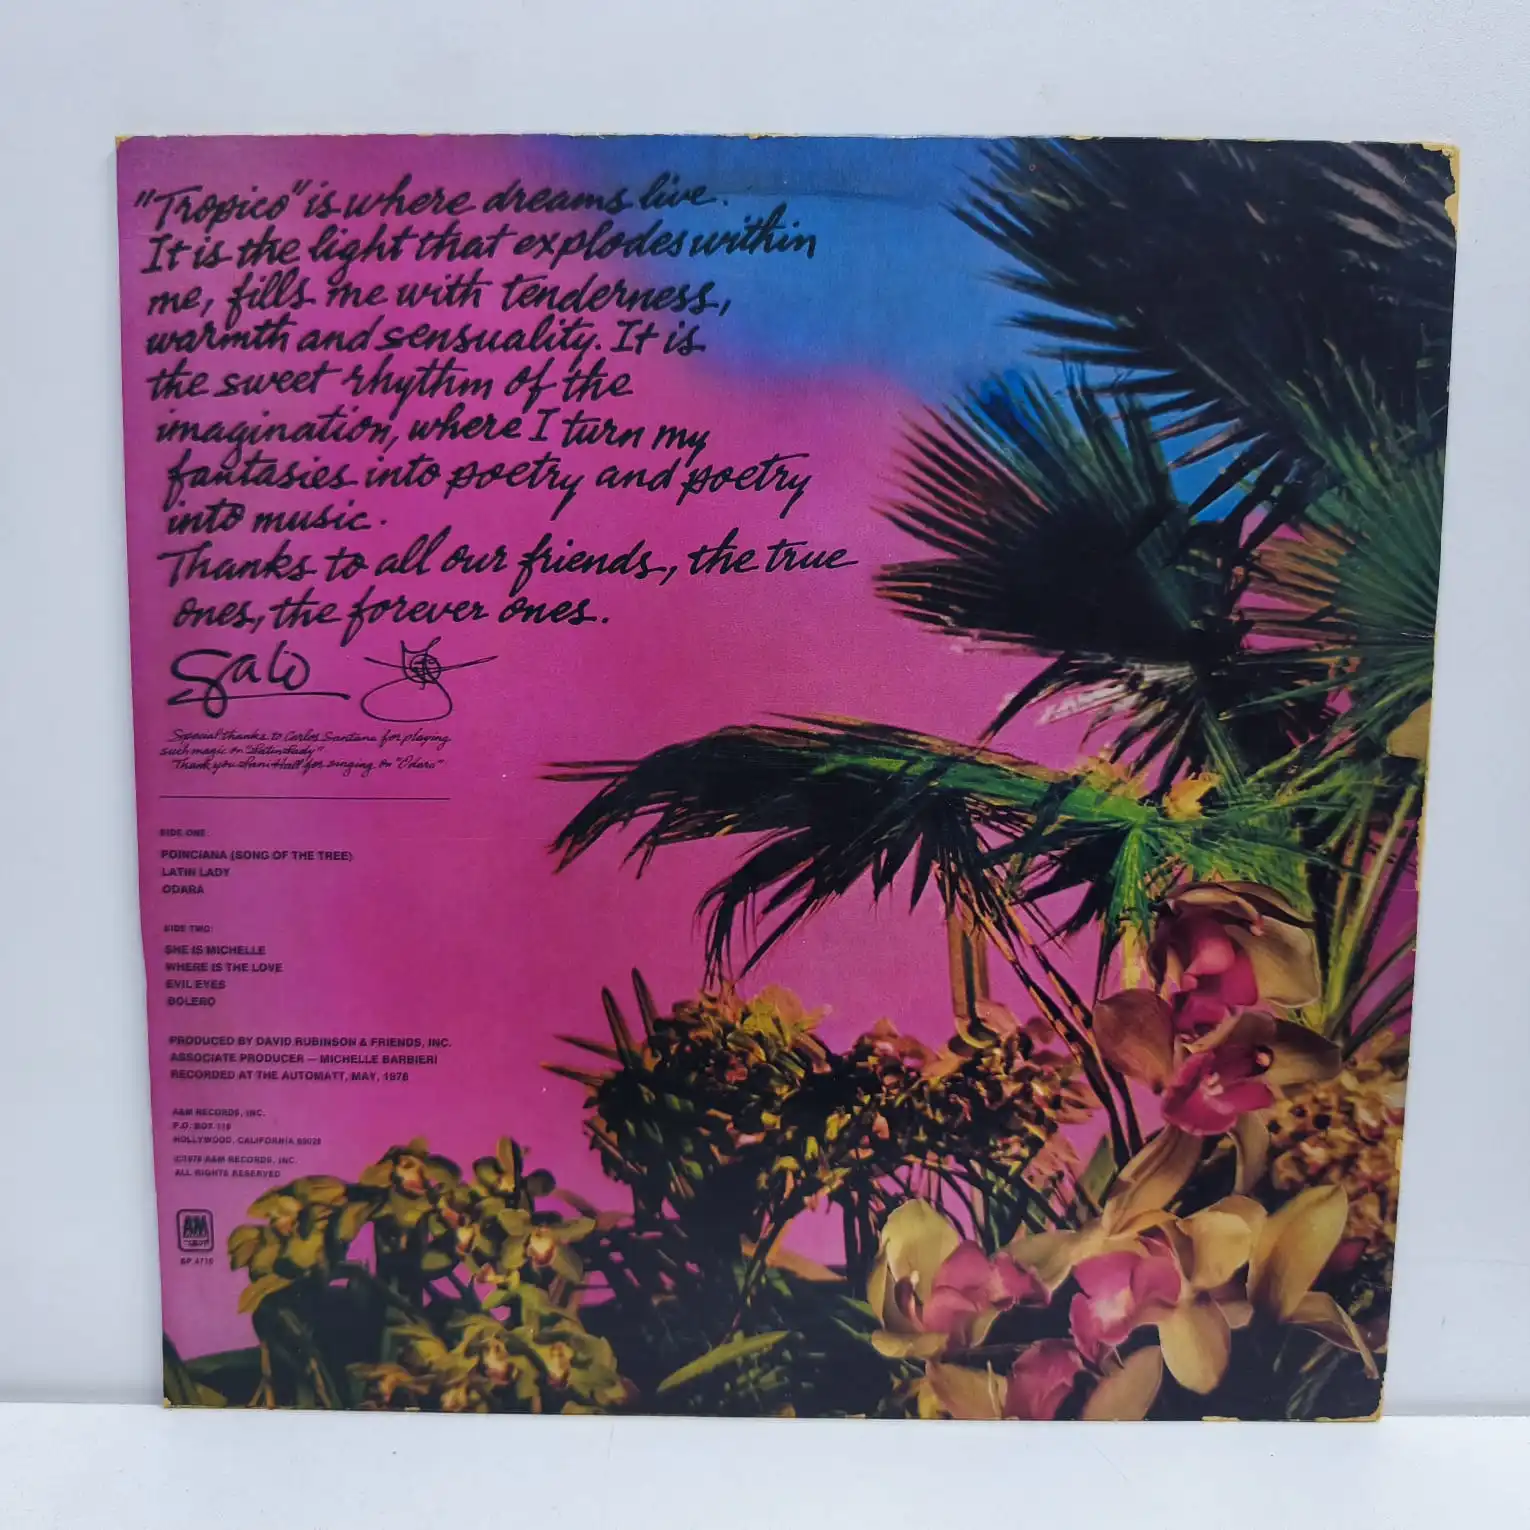 "Tropico" is where dreams live.
It is the light that explodes within
me, fills me with tenderness,
warmth and sensuality. It is
the sweet rhythm of the
imagination, where I turn my
fantasies into poetry and poetry
into music.
Thanks to all our friends, the true
ones, the forever ones.
Gato
Special thanks to Carlos Santana for playing
such magic on "Latin Lady"
Thank you Lani Hall for singing on "Odara"
SIDE ONE:
POINCIANA (SONG OF THE TREE)
LATIN LADY
ODARA
SIDE TWO:
SHE IS MICHELLE
WHERE IS THE LOVE
EVIL EYES
BOLERO
PRODUCED BY DAVID RUBINSON & FRIENDS, INC.
ASSOCIATE PRODUCER — MICHELLE BARBIERI
RECORDED AT THE AUTOMATT, MAY, 1978
A&M RECORDS, INC.
P.O. BOX 118
HOLLYWOOD, CALIFORNIA 90028
©1978 A&M RECORDS, INC.
ALL RIGHTS RESERVED
A&M
SP 4710